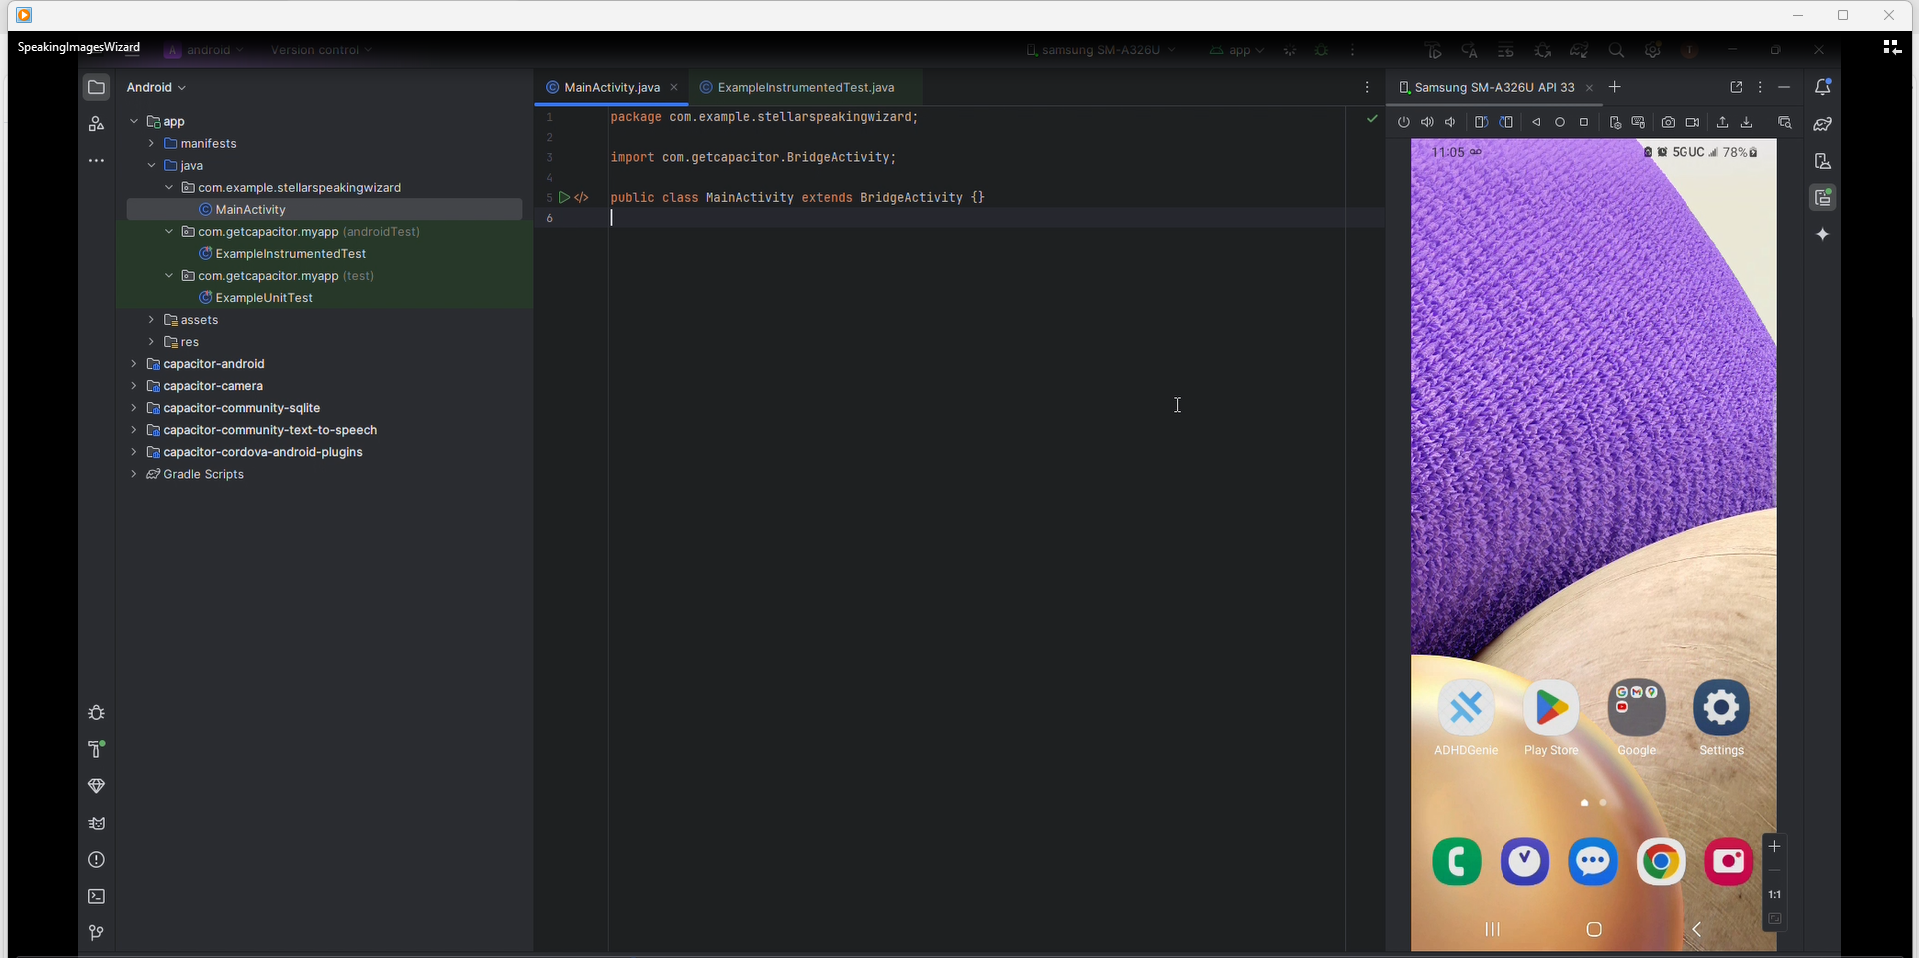 SpeakingImagesWizard
A android Version control samsung SM-A326U app
Android
app
manifests
java
com.example.stellarspeakingwizard
MainActivity
com.getcapacitor.myapp (androidTest)
ExampleInstrumentedTest
com.getcapacitor.myapp (test)
ExampleUnitTest
assets
res
capacitor-android
capacitor-camera
capacitor-community-sqlite
capacitor-community-text-to-speech
capacitor-cordova-android-plugins
Gradle Scripts
MainActivity.java ExampleInstrumentedTest.java
1 package com.example.stellarspeakingwizard;
2
3 import com.getcapacitor.BridgeActivity;
4
5 public class MainActivity extends BridgeActivity {}
6
Samsung SM-A326U API 33
11:05 5GUC 78%
ADHDGenie Play Store Google Settings
1:1